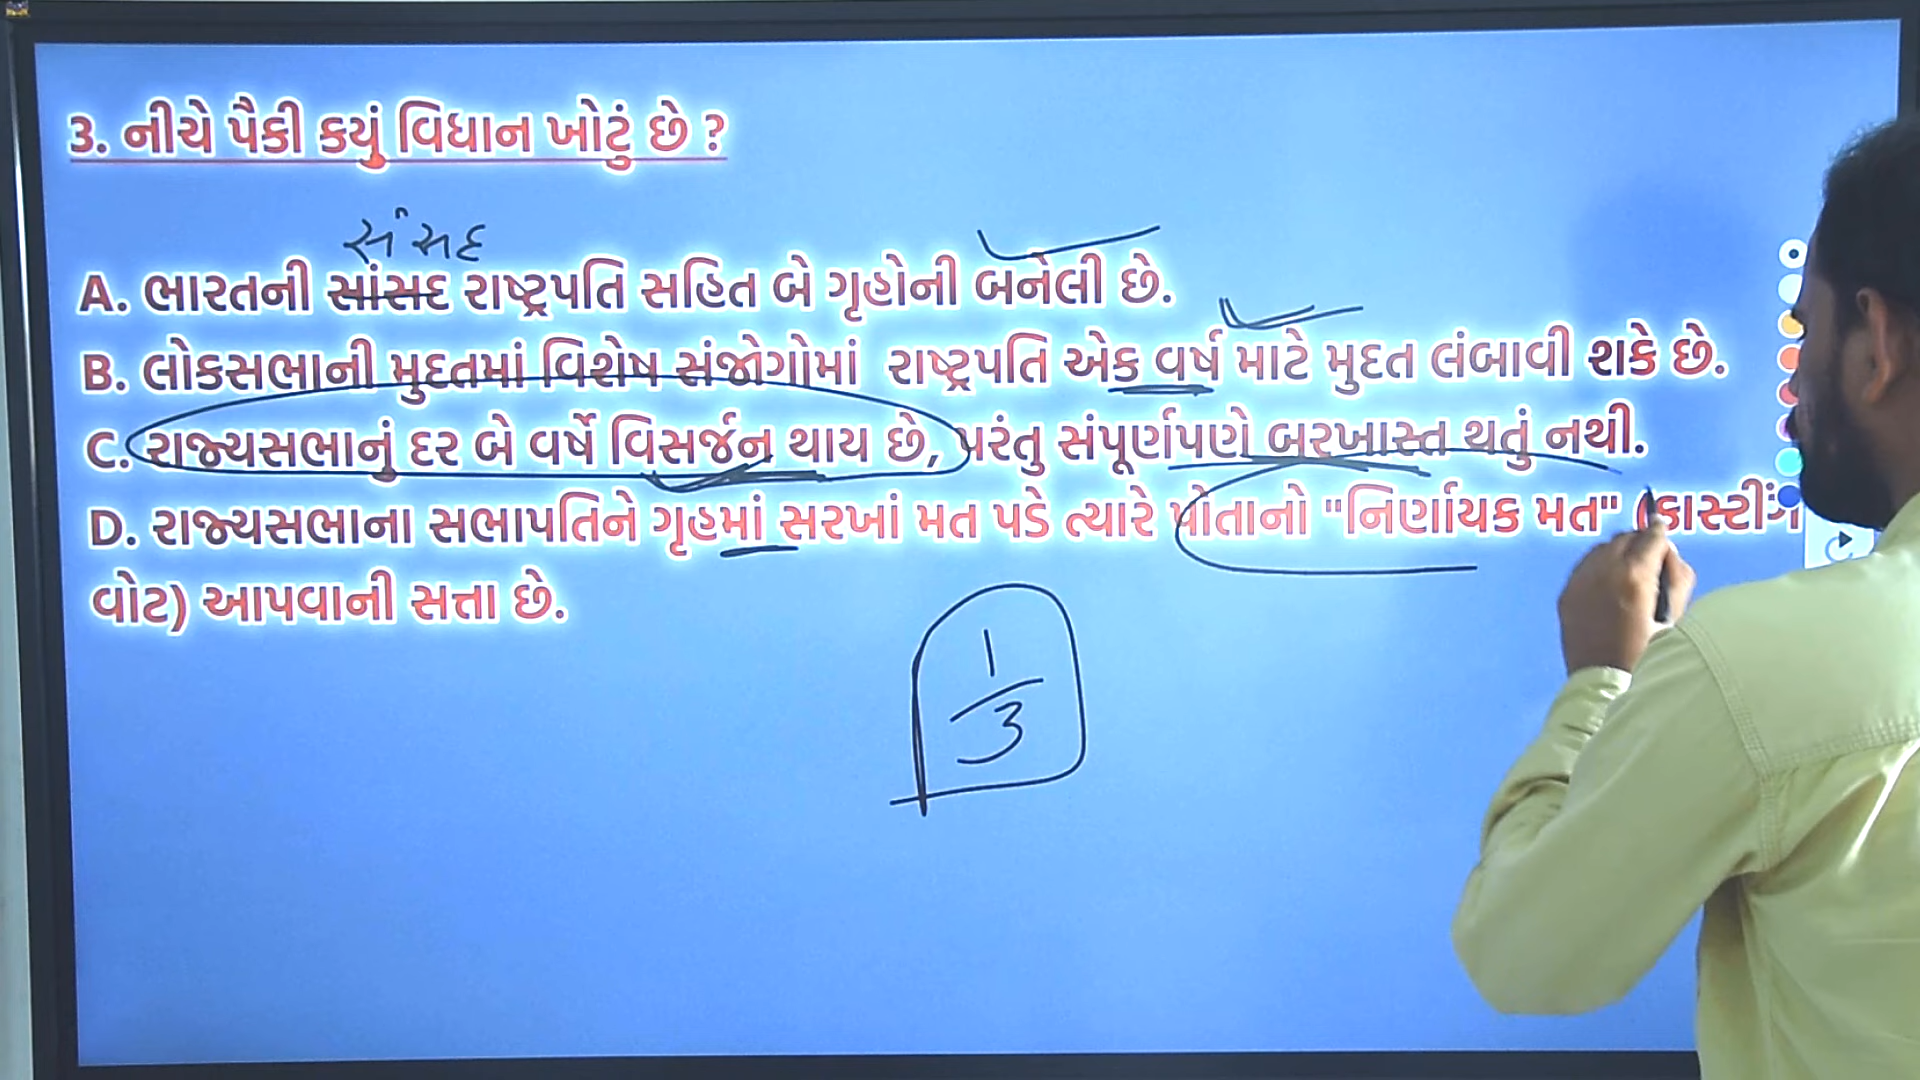 3. નીચે પૈકી કયું વિધાન ખોટું છે ?
સંસદ
A. ભારતની સાંસદ રાષ્ટ્રપતિ સહિત બે ગૃહોની બનેલી છે.
B. લોકસભાની મુદતમાં વિશેષ સંજોગોમાં રાષ્ટ્રપતિ એક વર્ષ માટે મુદત લંબાવી શકે છે.
C. રાજ્યસભાનું દર બે વર્ષે વિસર્જન થાય છે, પરંતુ સંપૂર્ણપણે બરખાસ્ત થતું નથી.
D. રાજ્યસભાના સભાપતિને ગૃહમાં સરખાં મત પડે ત્યારે પોતાનો "નિર્ણાયક મત" (કાસ્ટીંગ
વોટ) આપવાની સત્તા છે.
1
3